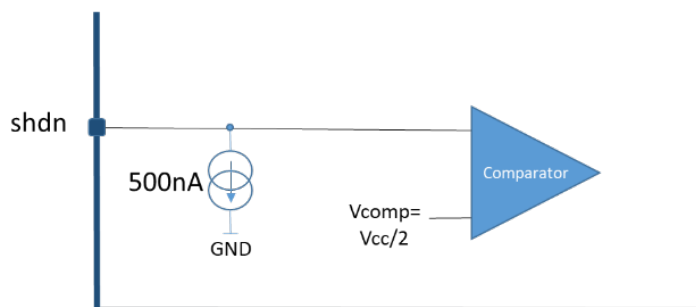 shdn
500nA
Comparator
Vcomp=
Vcc/2
GND